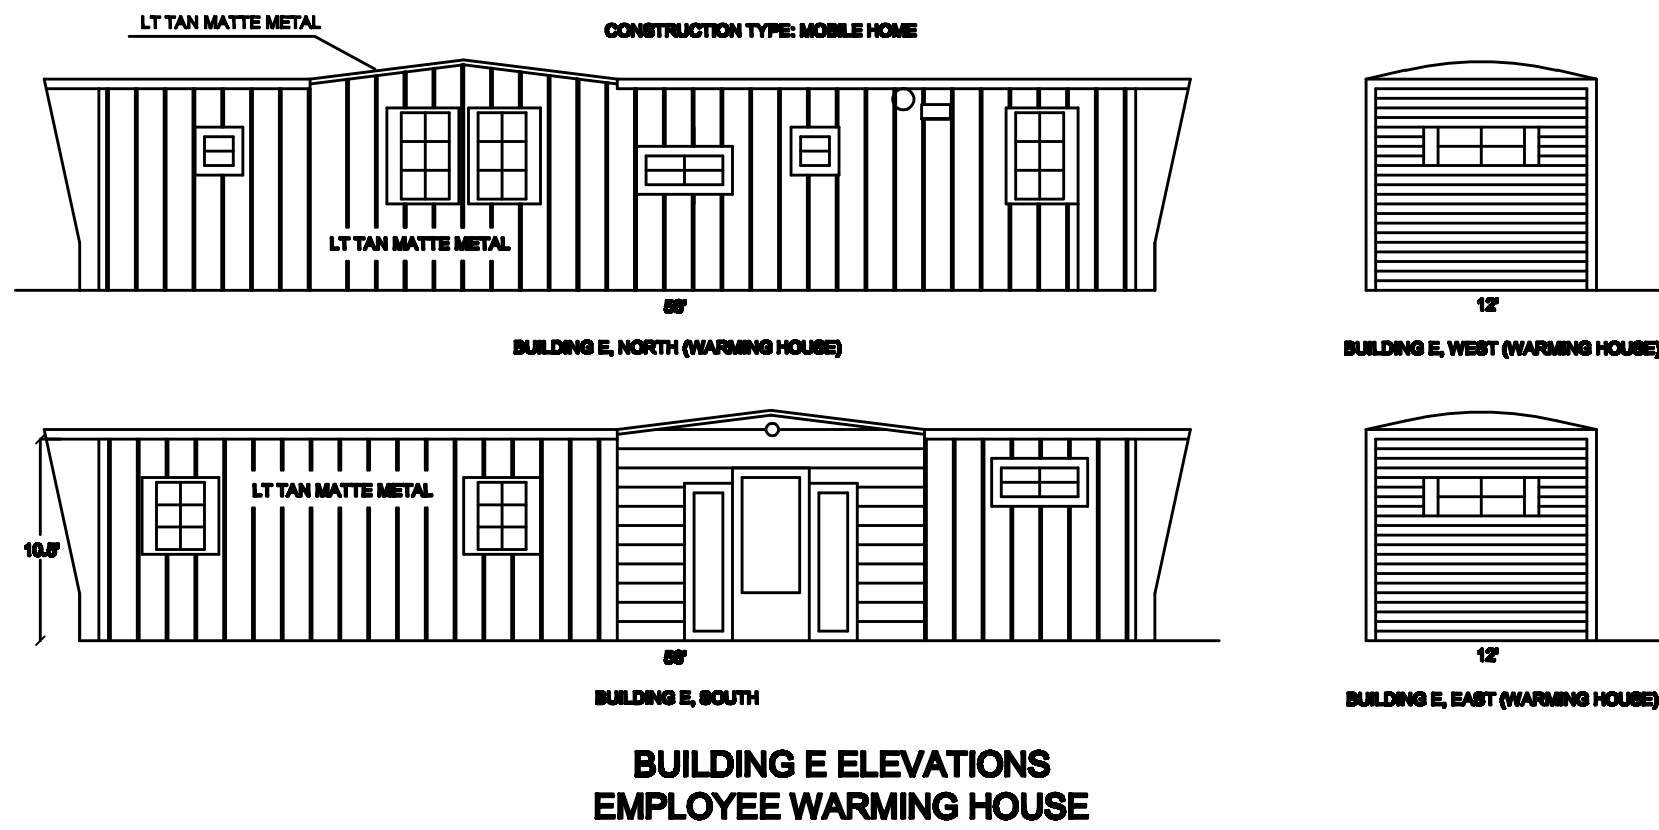 LT TAN MATTE METAL
CONSTRUCTION TYPE: MOBILE HOME
LT TAN MATTE METAL
56'
12'
BUILDING E, NORTH (WARMING HOUSE)
BUILDING E, WEST (WARMING HOUSE)
LT TAN MATTE METAL
10.5'
56'
12'
BUILDING E, SOUTH
BUILDING E, EAST (WARMING HOUSE)
BUILDING E ELEVATIONS
EMPLOYEE WARMING HOUSE